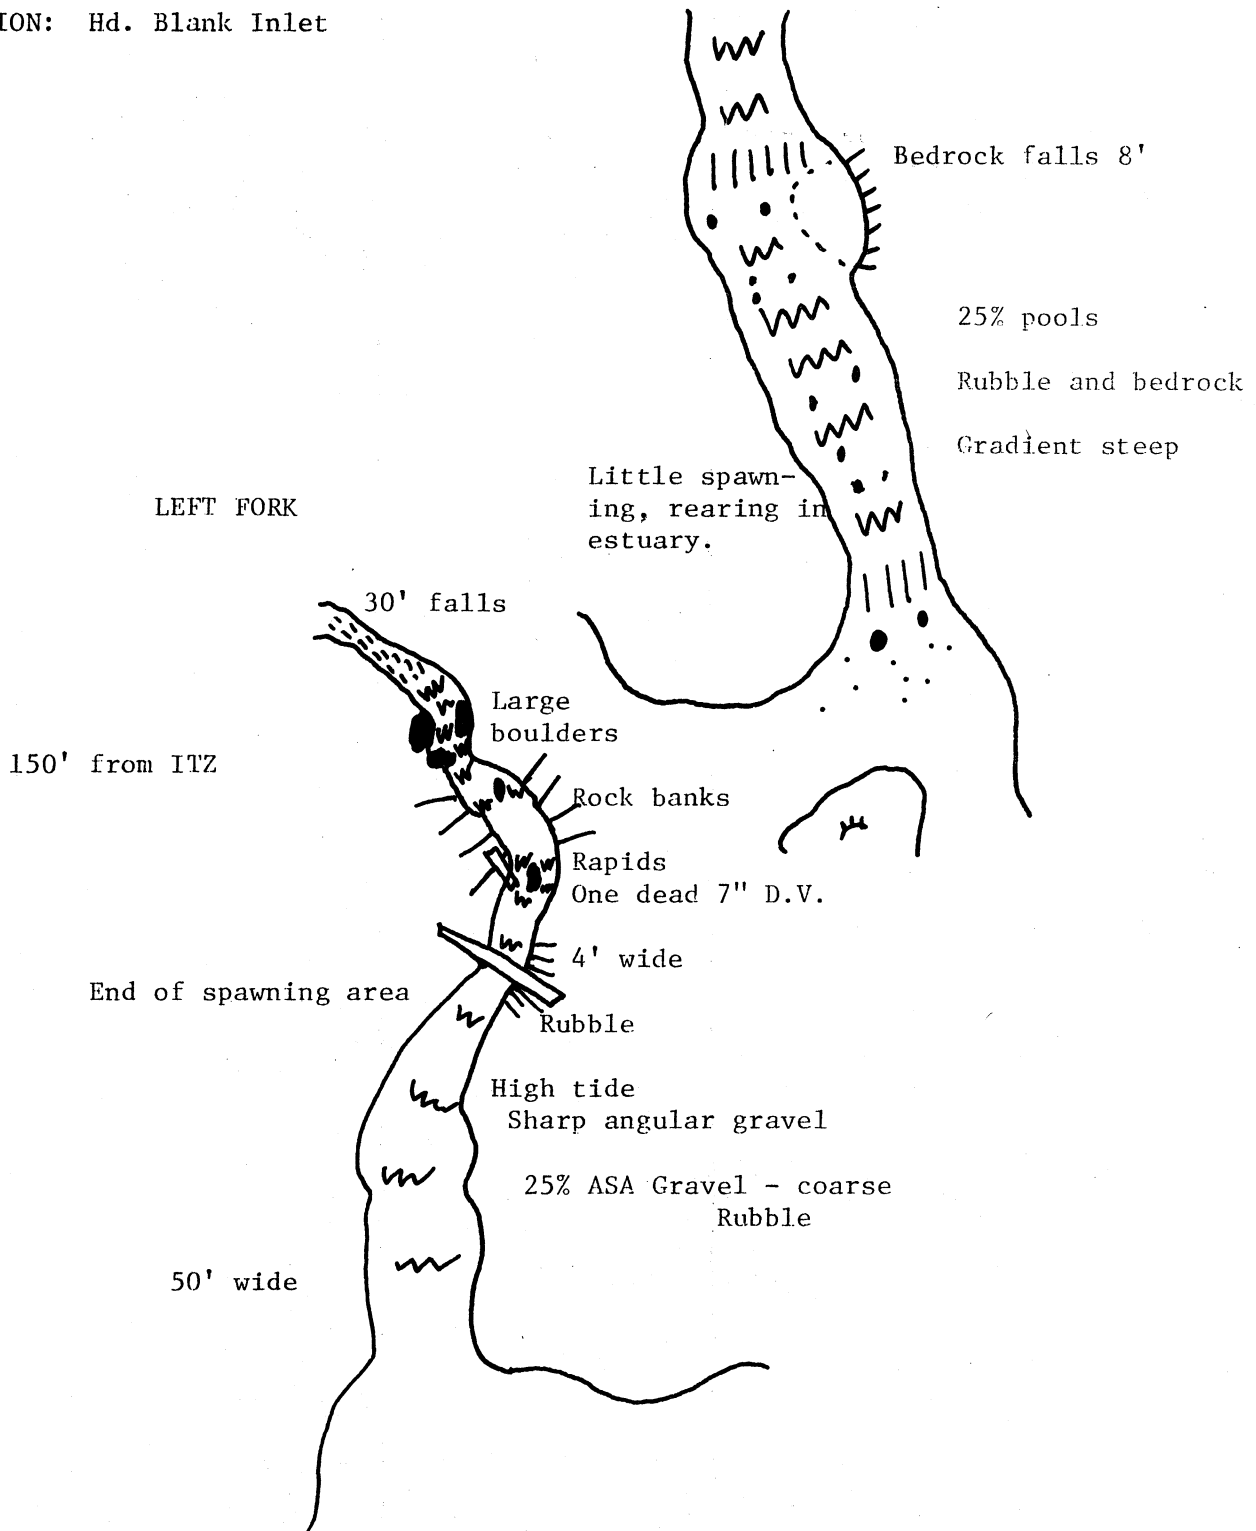 ION: Hd. Blank Inlet
Bedrock falls 8'
25% pools
Rubble and bedrock
Gradient steep
Little spawn-
ing, rearing in
estuary.
LEFT FORK
30' falls
Large
boulders
150' from ITZ
Rock banks
Rapids
One dead 7" D.V.
4' wide
End of spawning area
Rubble
High tide
Sharp angular gravel
25% ASA Gravel - coarse
Rubble
50' wide